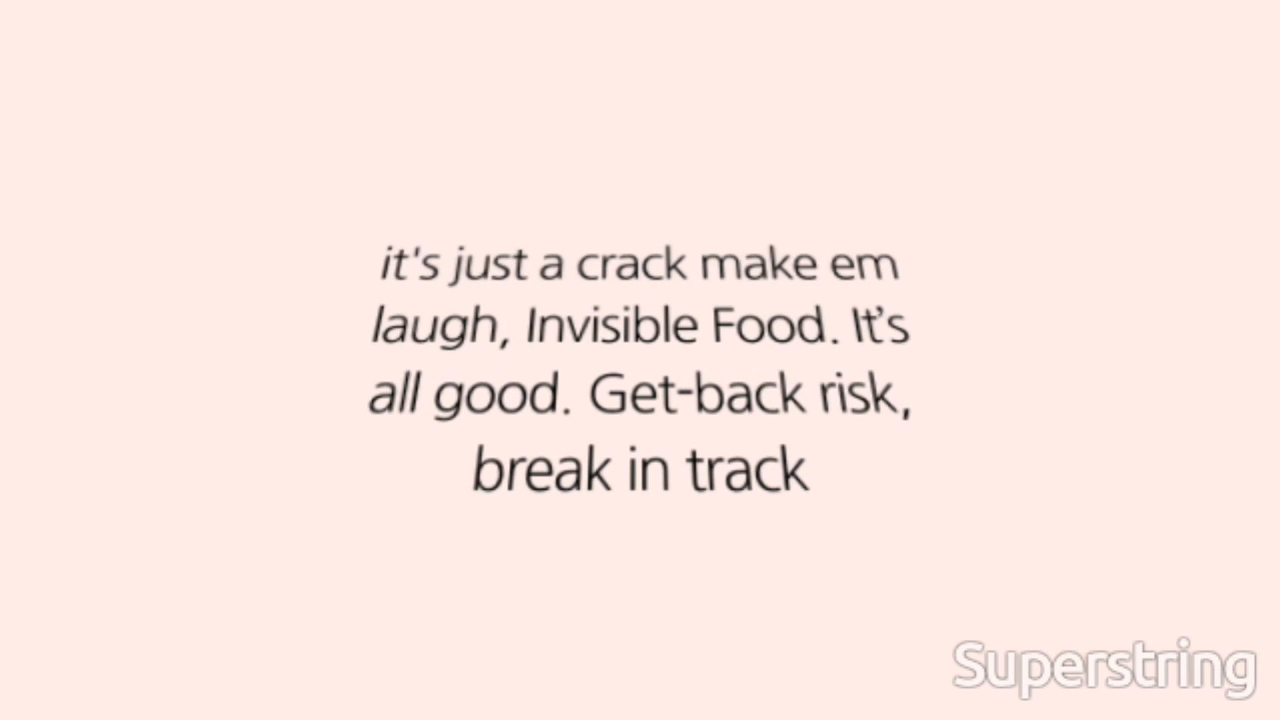 it's just a crack make em
laugh, Invisible Food. It’s
all good. Get-back risk,
break in track
Superstring